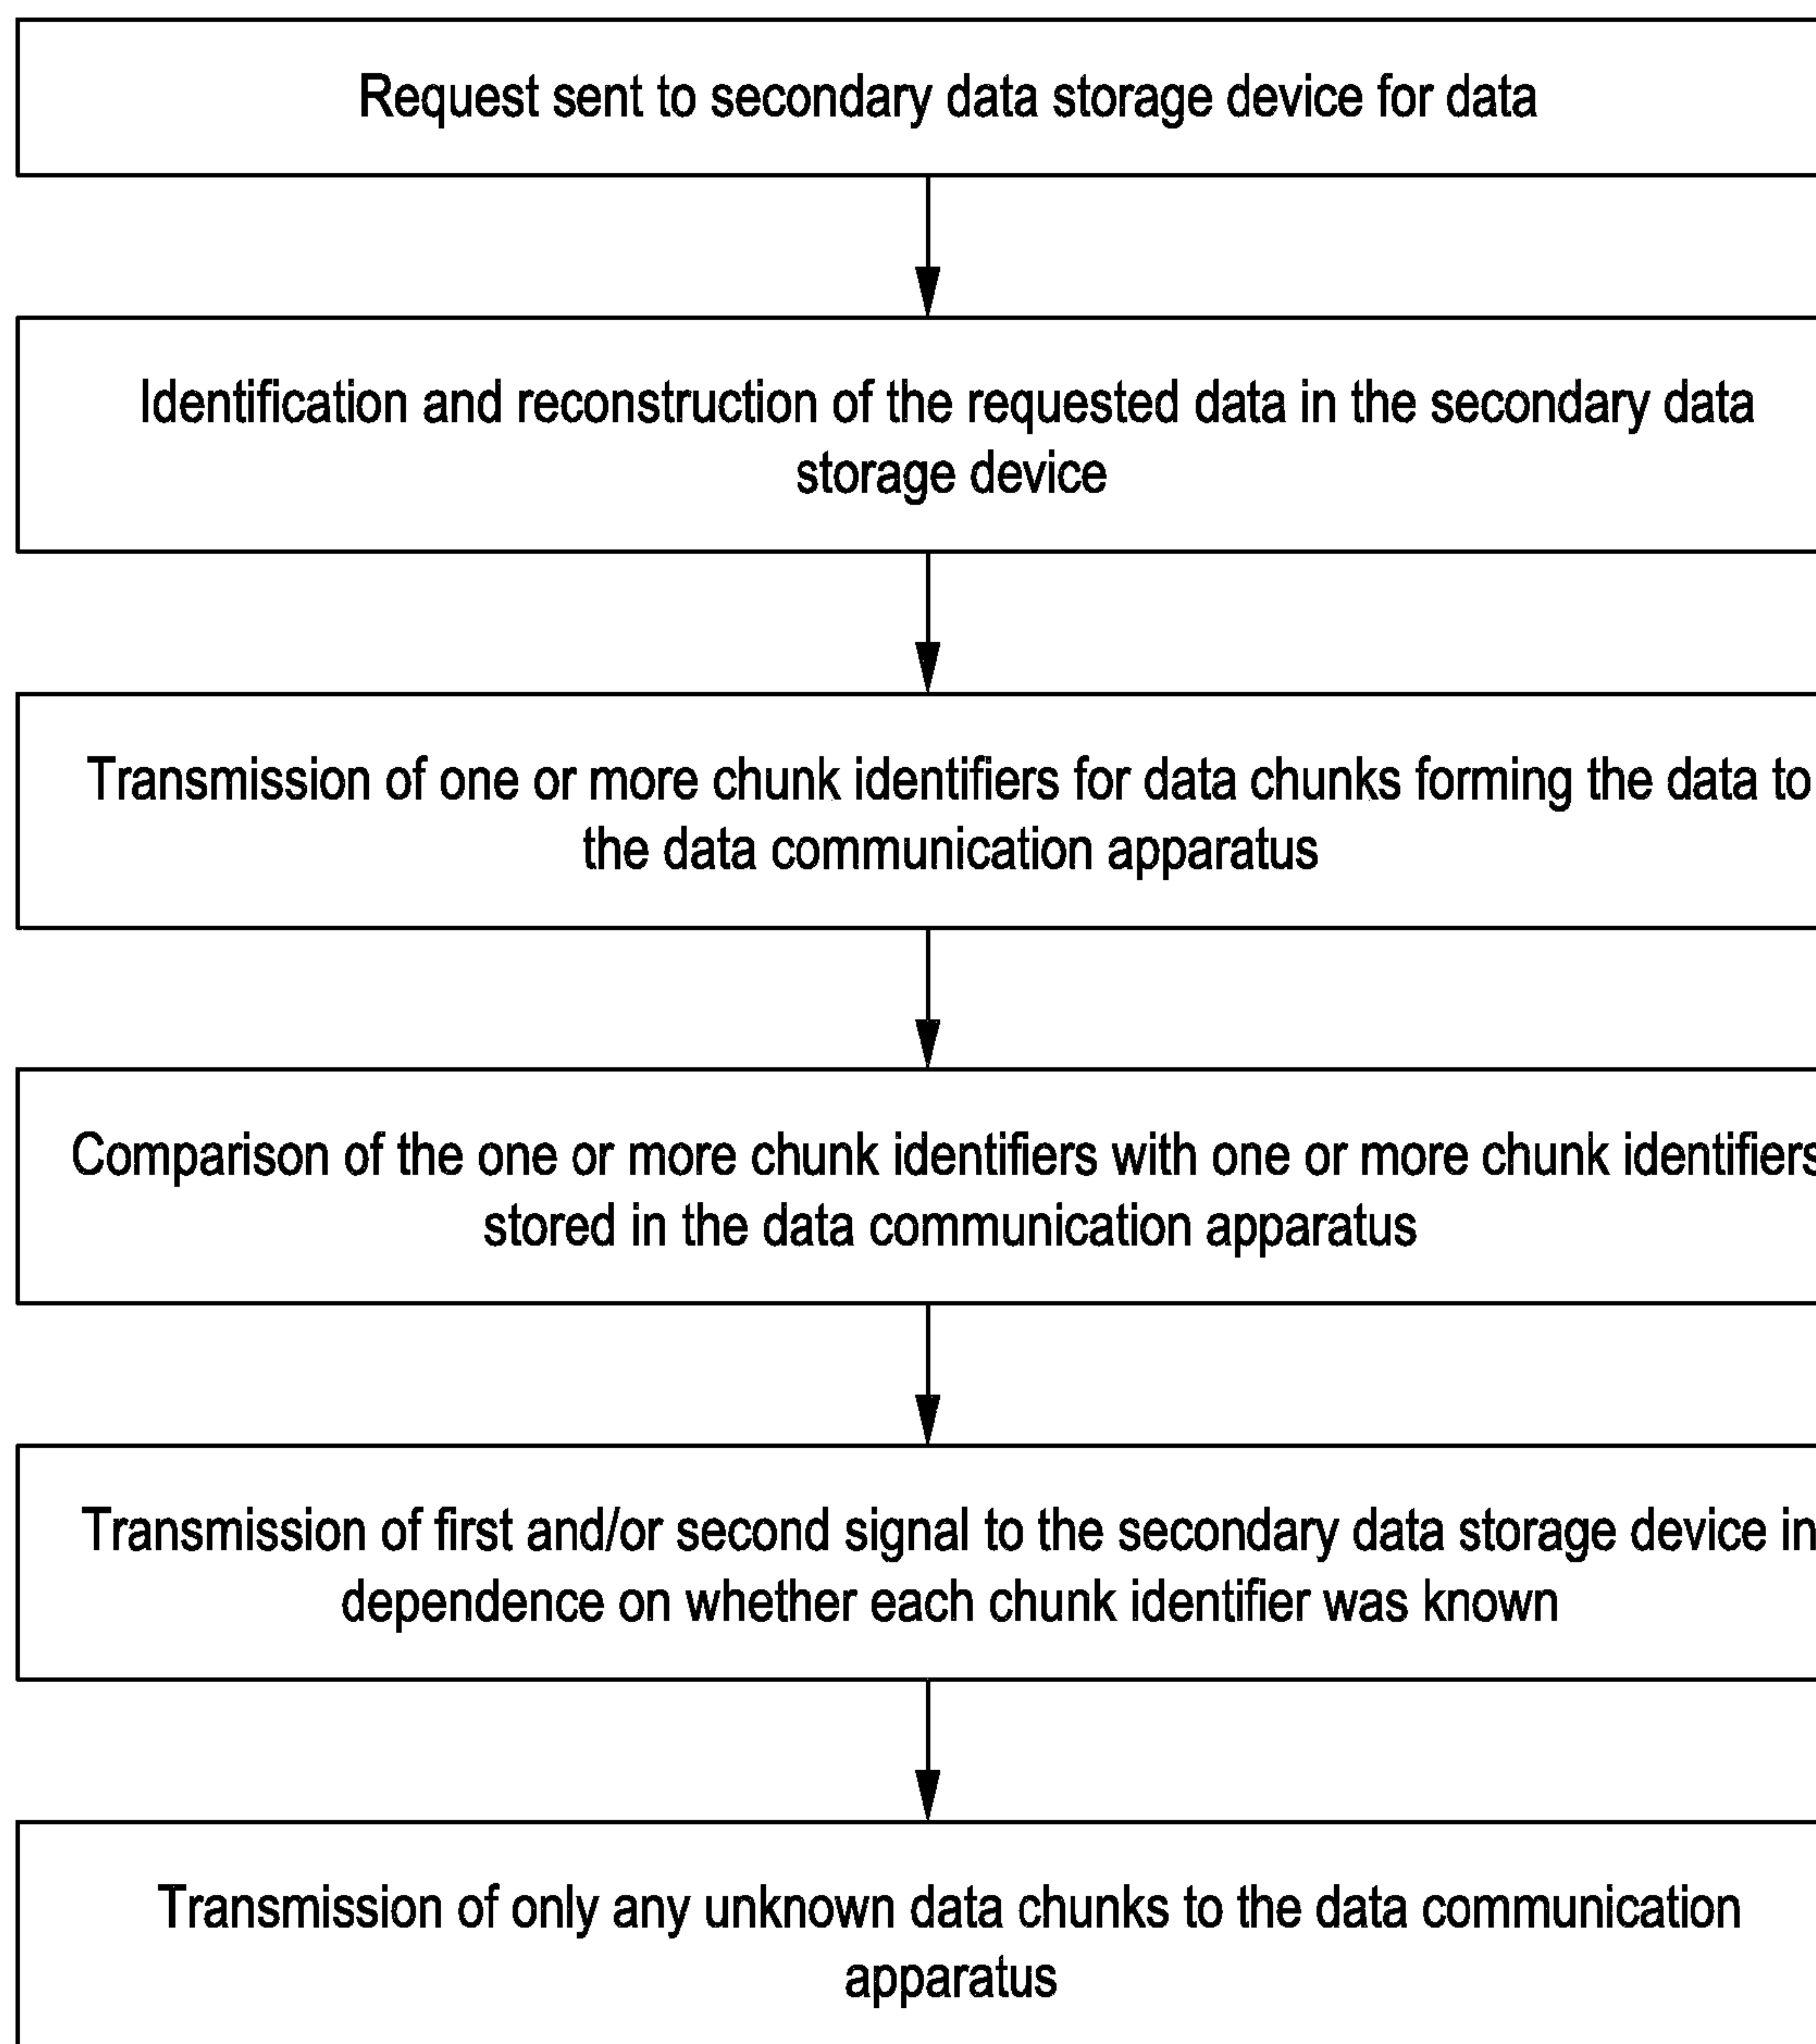 Request sent to secondary data storage device for data
Identification and reconstruction of the requested data in the secondary data
storage device
Transmission of one or more chunk identifiers for data chunks forming the data to
the data communication apparatus
Comparison of the one or more chunk identifiers with one or more chunk identifiers
stored in the data communication apparatus
Transmission of first and/or second signal to the secondary data storage device in
dependence on whether each chunk identifier was known
Transmission of only any unknown data chunks to the data communication
apparatus